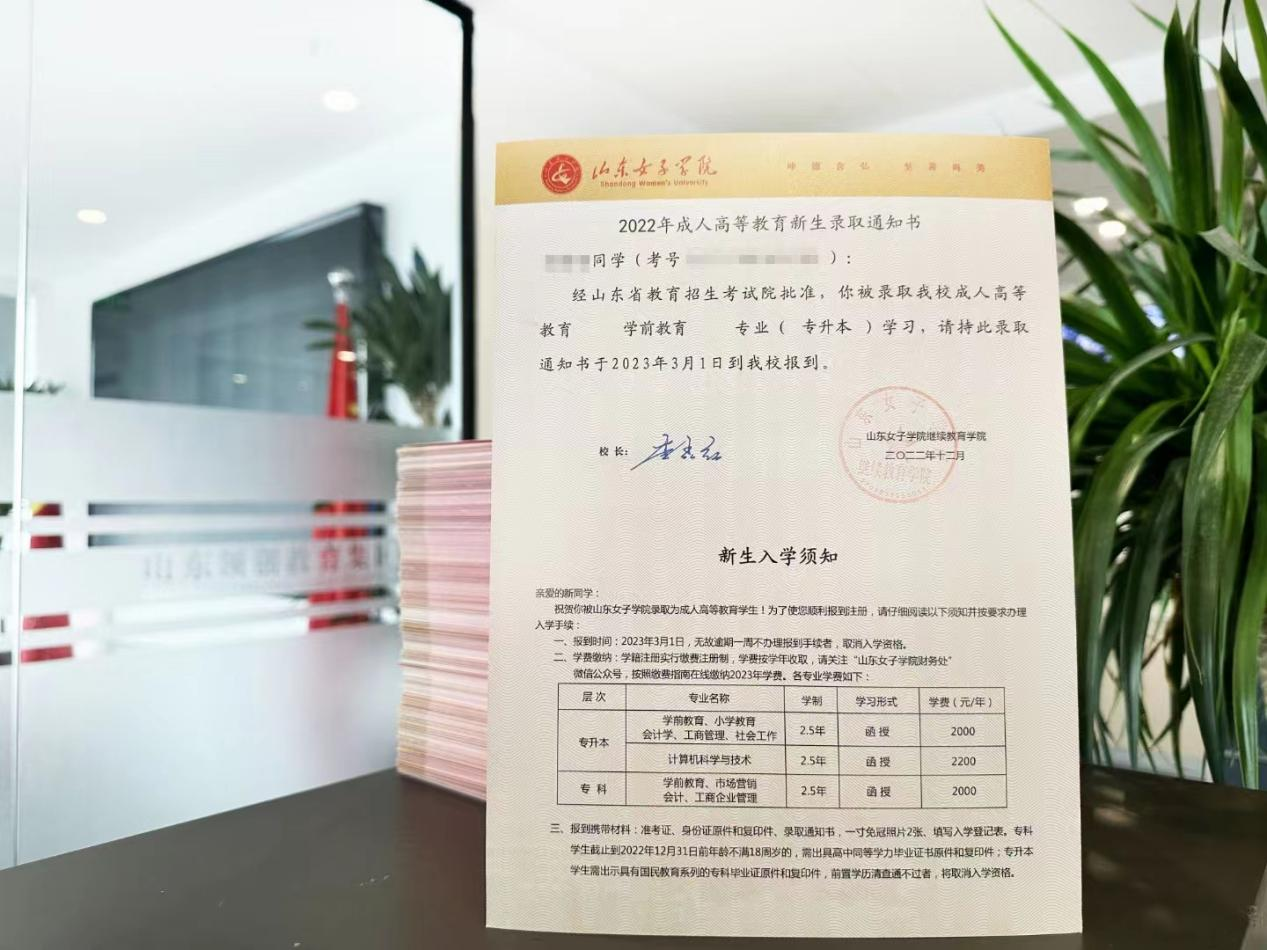 山东女子学院
Shandong Women's University
2022年成人高等教育新生录取通知书
同学（考号 ）：
经山东省教育招生考试院批准，你被录取我校成人高等
教育 学前教育 专业（ 专升本 ）学习，请持此录取
通知书于2023年3月1日到我校报到。
校 长：
山东女子学院继续教育学院
二〇二二年十二月
继续教育学院
新生入学须知
亲爱的新同学：
祝贺你被山东女子学院录取为成人高等教育学生！为了使您顺利报到注册，请仔细阅读以下须知并按要求办理
入学手续：
一、报到时间：2023年3月1日，无故逾期一周不办理报到手续者，取消入学资格。
二、学费缴纳：学籍注册实行缴费注册制，学费按学年收取，请关注“山东女子学院财务处”
微信公众号，按照缴费指南在线缴纳2023年学费。各专业学费如下：
层 次 专业名称 学制 学习形式 学费（元/年）
专升本 学前教育、小学教育
会计学、工商管理、社会工作 2.5年 函 授 2000
计算机科学与技术 2.5年 函 授 2200
专 科 学前教育、市场营销
会计、工商企业管理 2.5年 函 授 2000
三、报到携带材料：准考证、身份证原件和复印件、录取通知书，一寸免冠照片2张、填写入学登记表。专科
学生截止到2022年12月31日前年龄不满18周岁的，需出具高中同等学力毕业证书原件和复印件；专升本
学生需出示具有国民教育系列的专科毕业证原件和复印件，前置学历清查通不过者，将取消入学资格。